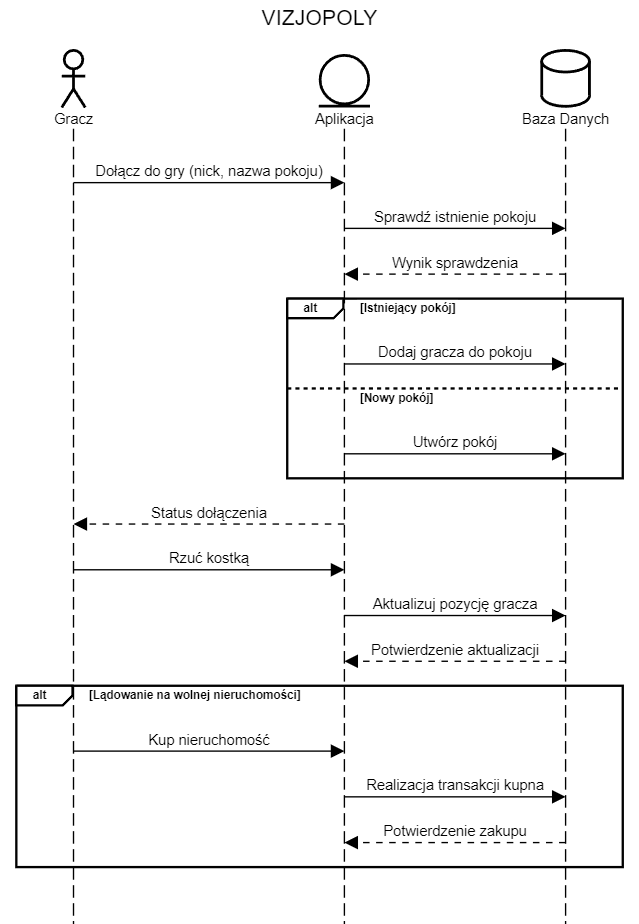 VIZJOPOLY
Gracz
Aplikacja
Baza Danych
Dołącz do gry (nick, nazwa pokoju)
Sprawdź istnienie pokoju
Wynik sprawdzenia
alt
[Istniejący pokój]
Dodaj gracza do pokoju
[Nowy pokój]
Utwórz pokój
Status dołączenia
Rzuć kostką
Aktualizuj pozycję gracza
Potwierdzenie aktualizacji
alt
[Lądowanie na wolnej nieruchomości]
Kup nieruchomość
Realizacja transakcji kupna
Potwierdzenie zakupu